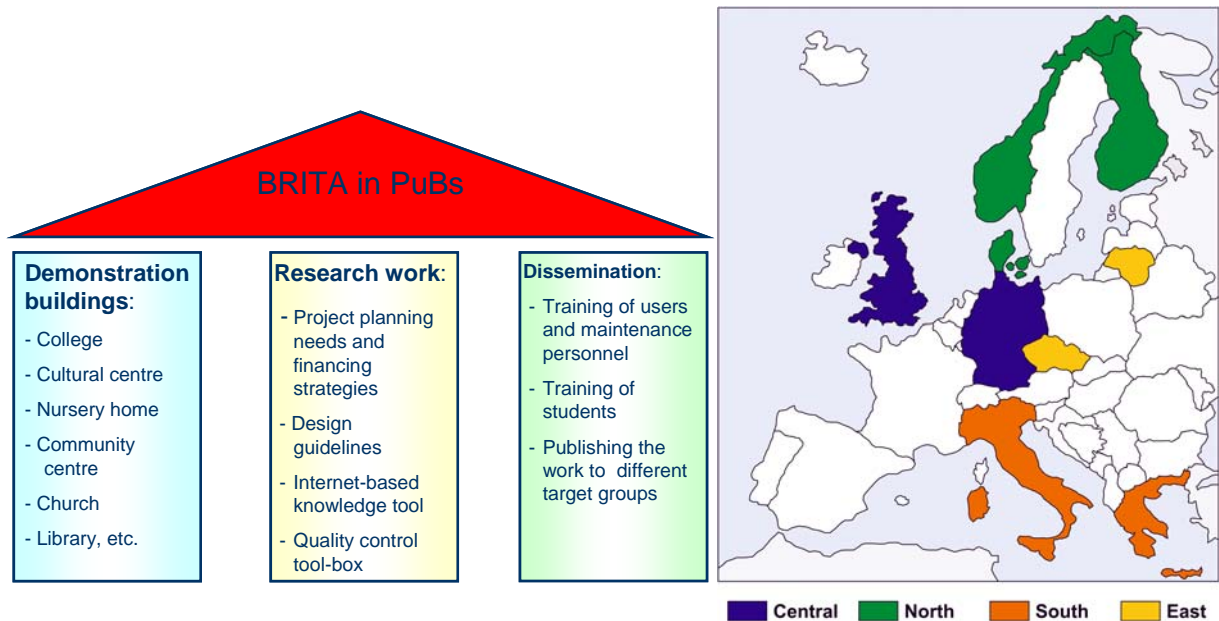 BRITA in PuBs
Demonstration
buildings:
- College
- Cultural centre
- Nursery home
- Community
centre
- Church
- Library, etc.
Research work:
- Project planning
needs and
financing
strategies
- Design
guidelines
- Internet-based
knowledge tool
- Quality control
tool-box
Dissemination:
- Training of users
and maintenance
personnel
- Training of
students
- Publishing the
work to different
target groups
Central North South East